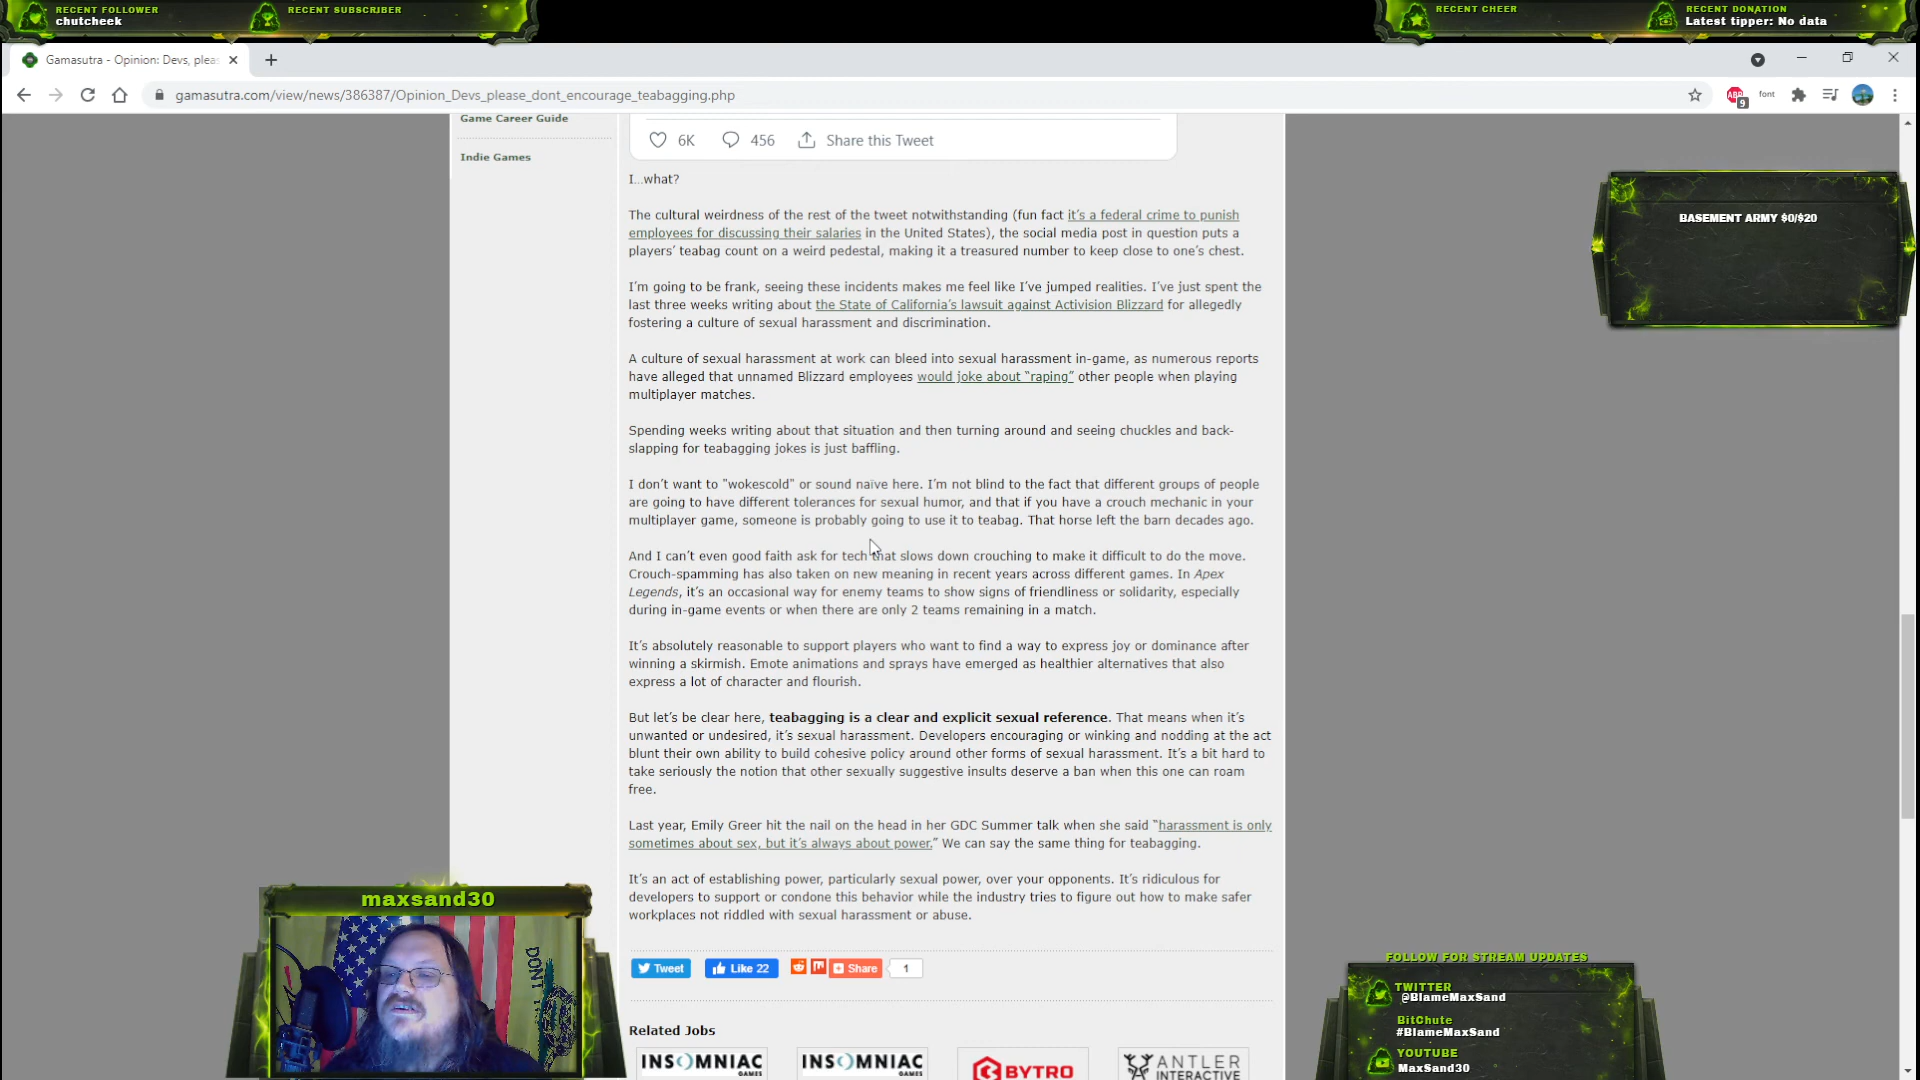 RECENT FOLLOWER
chutcheek
RECENT SUBSCRIBER
RECENT CHEER
RECENT DONATION
Latest tipper: No data
Gamasutra - Opinion: Devs, plea
gamasutra.com/view/news/386387/Opinion_Devs_please_dont_encourage_teabagging.php
ABP
9
font
Game Career Guide
Indie Games
6K 456 Share this Tweet
I...what?
The cultural weirdness of the rest of the tweet notwithstanding (fun fact it's a federal crime to punish
employees for discussing their salaries in the United States), the social media post in question puts a
players' teabag count on a weird pedestal, making it a treasured number to keep close to one's chest.
I'm going to be frank, seeing these incidents makes me feel like I've jumped realities. I've just spent the
last three weeks writing about the State of California's lawsuit against Activision Blizzard for allegedly
fostering a culture of sexual harassment and discrimination.
A culture of sexual harassment at work can bleed into sexual harassment in-game, as numerous reports
have alleged that unnamed Blizzard employees would joke about "raping" other people when playing
multiplayer matches.
Spending weeks writing about that situation and then turning around and seeing chuckles and back-
slapping for teabagging jokes is just baffling.
I don't want to "wokescold" or sound naïve here. I'm not blind to the fact that different groups of people
are going to have different tolerances for sexual humor, and that if you have a crouch mechanic in your
multiplayer game, someone is probably going to use it to teabag. That horse left the barn decades ago.
And I can't even good faith ask for tech that slows down crouching to make it difficult to do the move.
Crouch-spamming has also taken on new meaning in recent years across different games. In Apex
Legends, it's an occasional way for enemy teams to show signs of friendliness or solidarity, especially
during in-game events or when there are only 2 teams remaining in a match.
It's absolutely reasonable to support players who want to find a way to express joy or dominance after
winning a skirmish. Emote animations and sprays have emerged as healthier alternatives that also
express a lot of character and flourish.
But let's be clear here, teabagging is a clear and explicit sexual reference. That means when it's
unwanted or undesired, it's sexual harassment. Developers encouraging or winking and nodding at the act
blunt their own ability to build cohesive policy around other forms of sexual harassment. It's a bit hard to
take seriously the notion that other sexually suggestive insults deserve a ban when this one can roam
free.
Last year, Emily Greer hit the nail on the head in her GDC Summer talk when she said "harassment is only
sometimes about sex, but it's always about power." We can say the same thing for teabagging.
It's an act of establishing power, particularly sexual power, over your opponents. It's ridiculous for
developers to support or condone this behavior while the industry tries to figure out how to make safer
workplaces not riddled with sexual harassment or abuse.
Tweet Like 22 Share 1
Related Jobs
INSOMNIAC
GAMES
INSOMNIAC
GAMES
BYTRO
ANTLER
INTERACTIVE
BASEMENT ARMY $0/$20
maxsand30
DON'T
FOLLOW FOR STREAM UPDATES
TWITTER
@BlameMaxSand
BitChute
#BlameMaxSand
YOUTUBE
MaxSand30